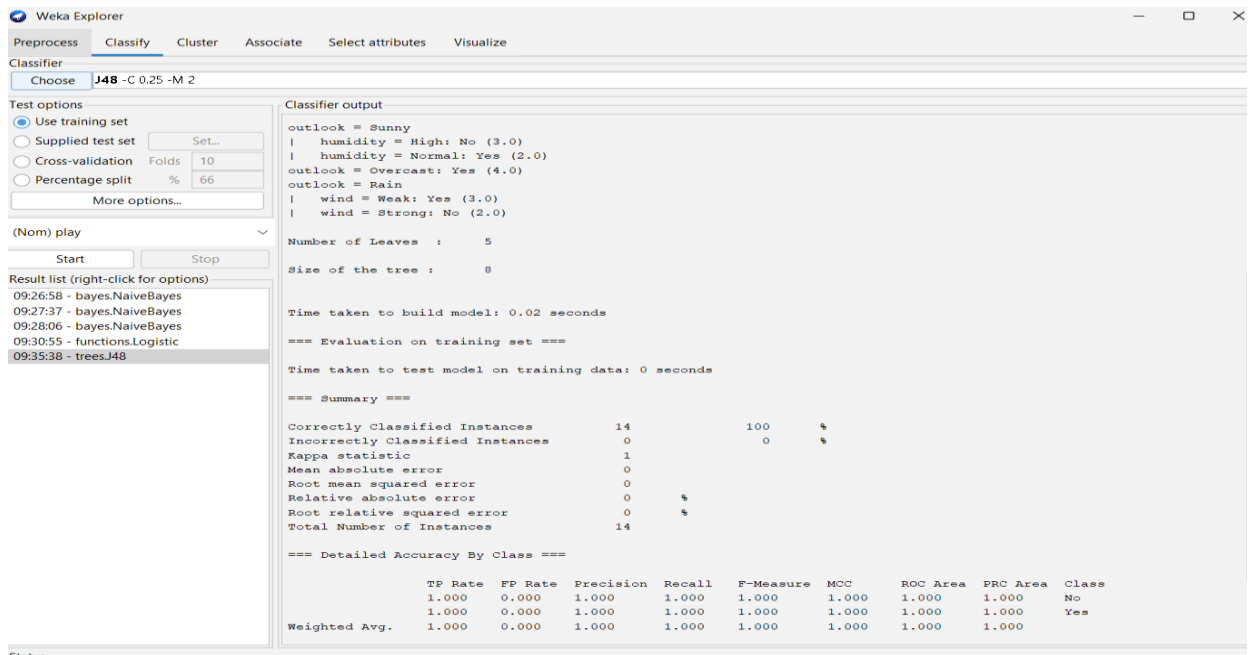 Weka Explorer
Preprocess Classify Cluster Associate Select attributes Visualize
Classifier
Choose J48 -C 0.25 -M 2
Test options
Use training set
Supplied test set Set...
Cross-validation Folds 10
Percentage split % 66
More options...
(Nom) play
Start Stop
Result list (right-click for options)
09:26:58 - bayes.NaiveBayes
09:27:37 - bayes.NaiveBayes
09:28:06 - bayes.NaiveBayes
09:30:55 - functions.Logistic
09:35:38 - trees.J48
Classifier output
outlook = Sunny
|   humidity = High: No (3.0)
|   humidity = Normal: Yes (2.0)
outlook = Overcast: Yes (4.0)
outlook = Rain
|   wind = Weak: Yes (3.0)
|   wind = Strong: No (2.0)
Number of Leaves  : 5
Size of the tree : 8
Time taken to build model: 0.02 seconds
=== Evaluation on training set ===
Time taken to test model on training data: 0 seconds
=== Summary ===
Correctly Classified Instances 14 100 %
Incorrectly Classified Instances 0 0 %
Kappa statistic 1
Mean absolute error 0
Root mean squared error 0
Relative absolute error 0 %
Root relative squared error 0 %
Total Number of Instances 14
=== Detailed Accuracy By Class ===
TP Rate FP Rate Precision Recall F-Measure MCC ROC Area PRC Area Class
1.000 0.000 1.000 1.000 1.000 1.000 1.000 1.000 No
1.000 0.000 1.000 1.000 1.000 1.000 1.000 1.000 Yes
Weighted Avg. 1.000 0.000 1.000 1.000 1.000 1.000 1.000 1.000